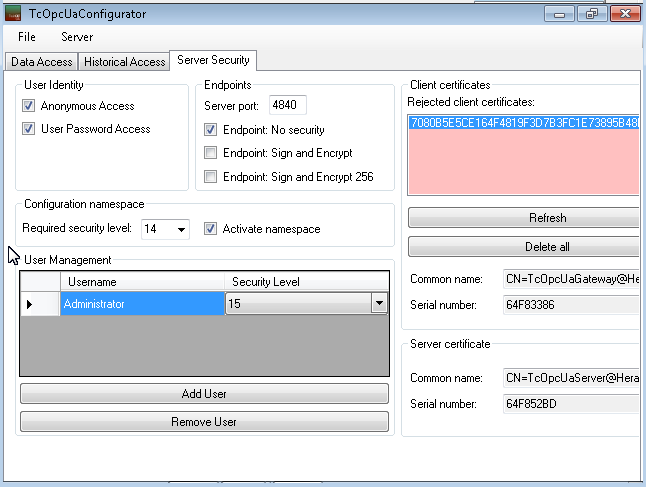 TcOpcUaConfigurator
File Server
Data Access Historical Access Server Security
User Identity
Anonymous Access
User Password Access
Endpoints
Server port: 4840
Endpoint: No security
Endpoint: Sign and Encrypt
Endpoint: Sign and Encrypt 256
Configuration namespace
Required security level: 14 Activate namespace
User Management
Username Security Level
Administrator 15
Add User
Remove User
Client certificates
Rejected client certificates:
7080B5E5CE164F4819F3D7B3FC1E73895B48
Refresh
Delete all
Common name: CN=TcOpcUaGateway@Hera
Serial number: 64F83386
Server certificate
Common name: CN=TcOpcUaServer@Hera
Serial number: 64F852BD